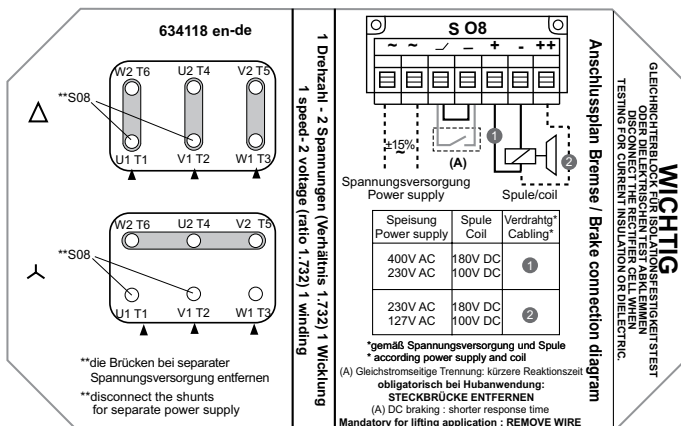 634118 en-de
W2 T6 U2 T4 V2 T5
**S08
U1 T1 V1 T2 W1 T3
W2 T6 U2 T4 V2 T5
**S08
U1 T1 V1 T2 W1 T3
**die Brücken bei separater
Spannungsversorgung entfernen
**disconnect the shunts
for separate power supply
1 Drehzahl - 2 Spannungen (Verhältnis 1.732) 1 Wicklung
1 speed- 2 voltage (ratio 1.732) 1 winding
S O8
~ ~ + - ++
±15%
~
(A)
1
2
Spannungsversorgung
Power supply
Spule/coil
Speisung Spule Verdrahtg*
Power supply Coil Cabling*
400V AC 180V DC
230V AC 100V DC
1
230V AC 180V DC
127V AC 100V DC
2
*gemäß Spannungsversorgung und Spule
* according power supply and coil
(A) Gleichstromseitige Trennung: kürzere Reaktionszeit
obligatorisch bei Hubanwendung:
STECKBRÜCKE ENTFERNEN
(A) DC braking : shorter response time
Mandatory for lifting application : REMOVE WIRE
Anschlussplan Bremse / Brake connection diagram
WICHTIG
GLEICHRICHTERBLOCK FÜR ISOLATIONSFESTIGKEITSTEST
ODER DIELEKTRISCHEN TEST ABKLEMMEN
DISCONNECT THE RECTIFIER CELL WHEN
TESTING FOR CURRENT INSULATION OR DIELECTRIC.